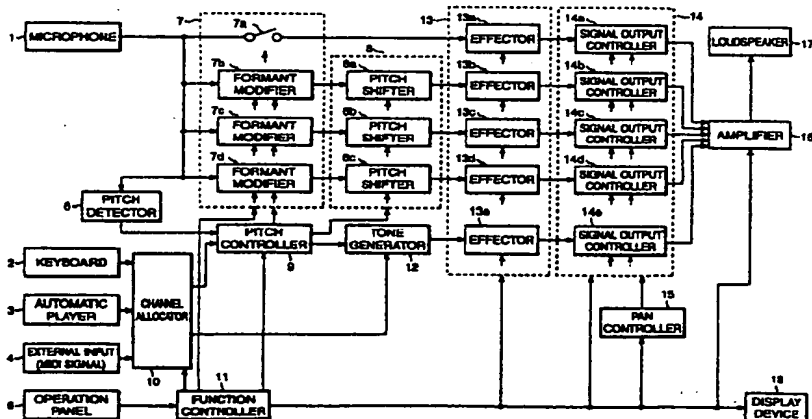 7
7a
13
13a
14a
14
1
MICROPHONE
EFFECTOR
SIGNAL OUTPUT
CONTROLLER
LOUDSPEAKER
17
8
7b
8a
13b
14b
FORMANT
MODIFIER
PITCH
SHIFTER
EFFECTOR
SIGNAL OUTPUT
CONTROLLER
7c
8b
13c
14c
FORMANT
MODIFIER
PITCH
SHIFTER
EFFECTOR
SIGNAL OUTPUT
CONTROLLER
AMPLIFIER
16
7d
8c
13d
14d
FORMANT
MODIFIER
PITCH
SHIFTER
EFFECTOR
SIGNAL OUTPUT
CONTROLLER
6
PITCH
DETECTOR
13e
14e
PITCH
CONTROLLER
9
TONE
GENERATOR
12
EFFECTOR
SIGNAL OUTPUT
CONTROLLER
2
KEYBOARD
CHANNEL
ALLOCATOR
10
3
AUTOMATIC
PLAYER
15
PAN
CONTROLLER
4
EXTERNAL INPUT
(MIDI SIGNAL)
OPERATION
PANEL
11
FUNCTION
CONTROLLER
18
DISPLAY
DEVICE